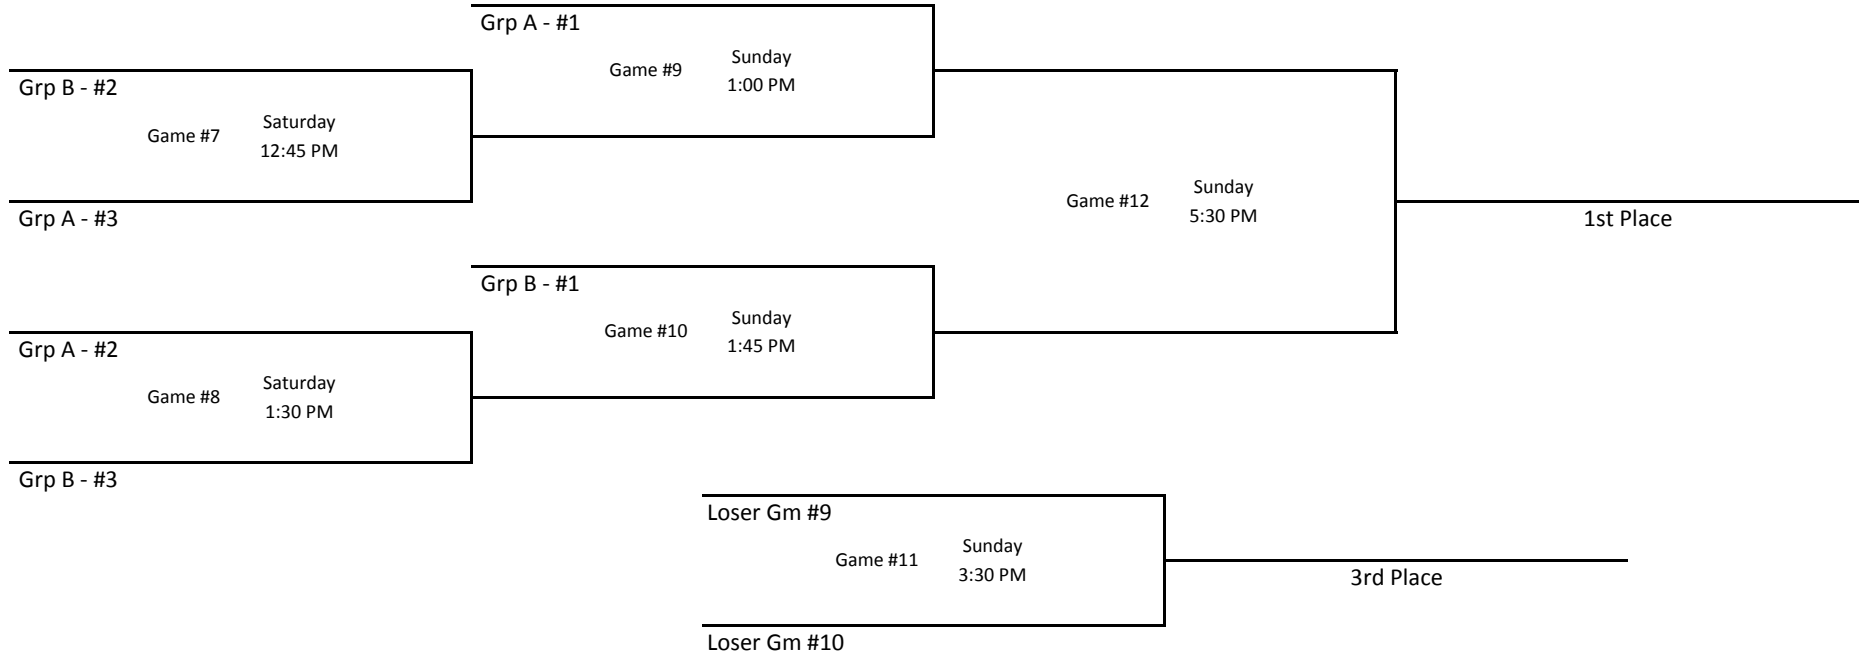 Grp A - #1
Game #9
Sunday
1:00 PM
Grp B - #2
Game #7
Saturday
12:45 PM
Grp A - #3
Game #12
Sunday
5:30 PM
1st Place
Grp B - #1
Game #10
Sunday
1:45 PM
Grp A - #2
Game #8
Saturday
1:30 PM
Grp B - #3
Loser Gm #9
Game #11
Sunday
3:30 PM
3rd Place
Loser Gm #10